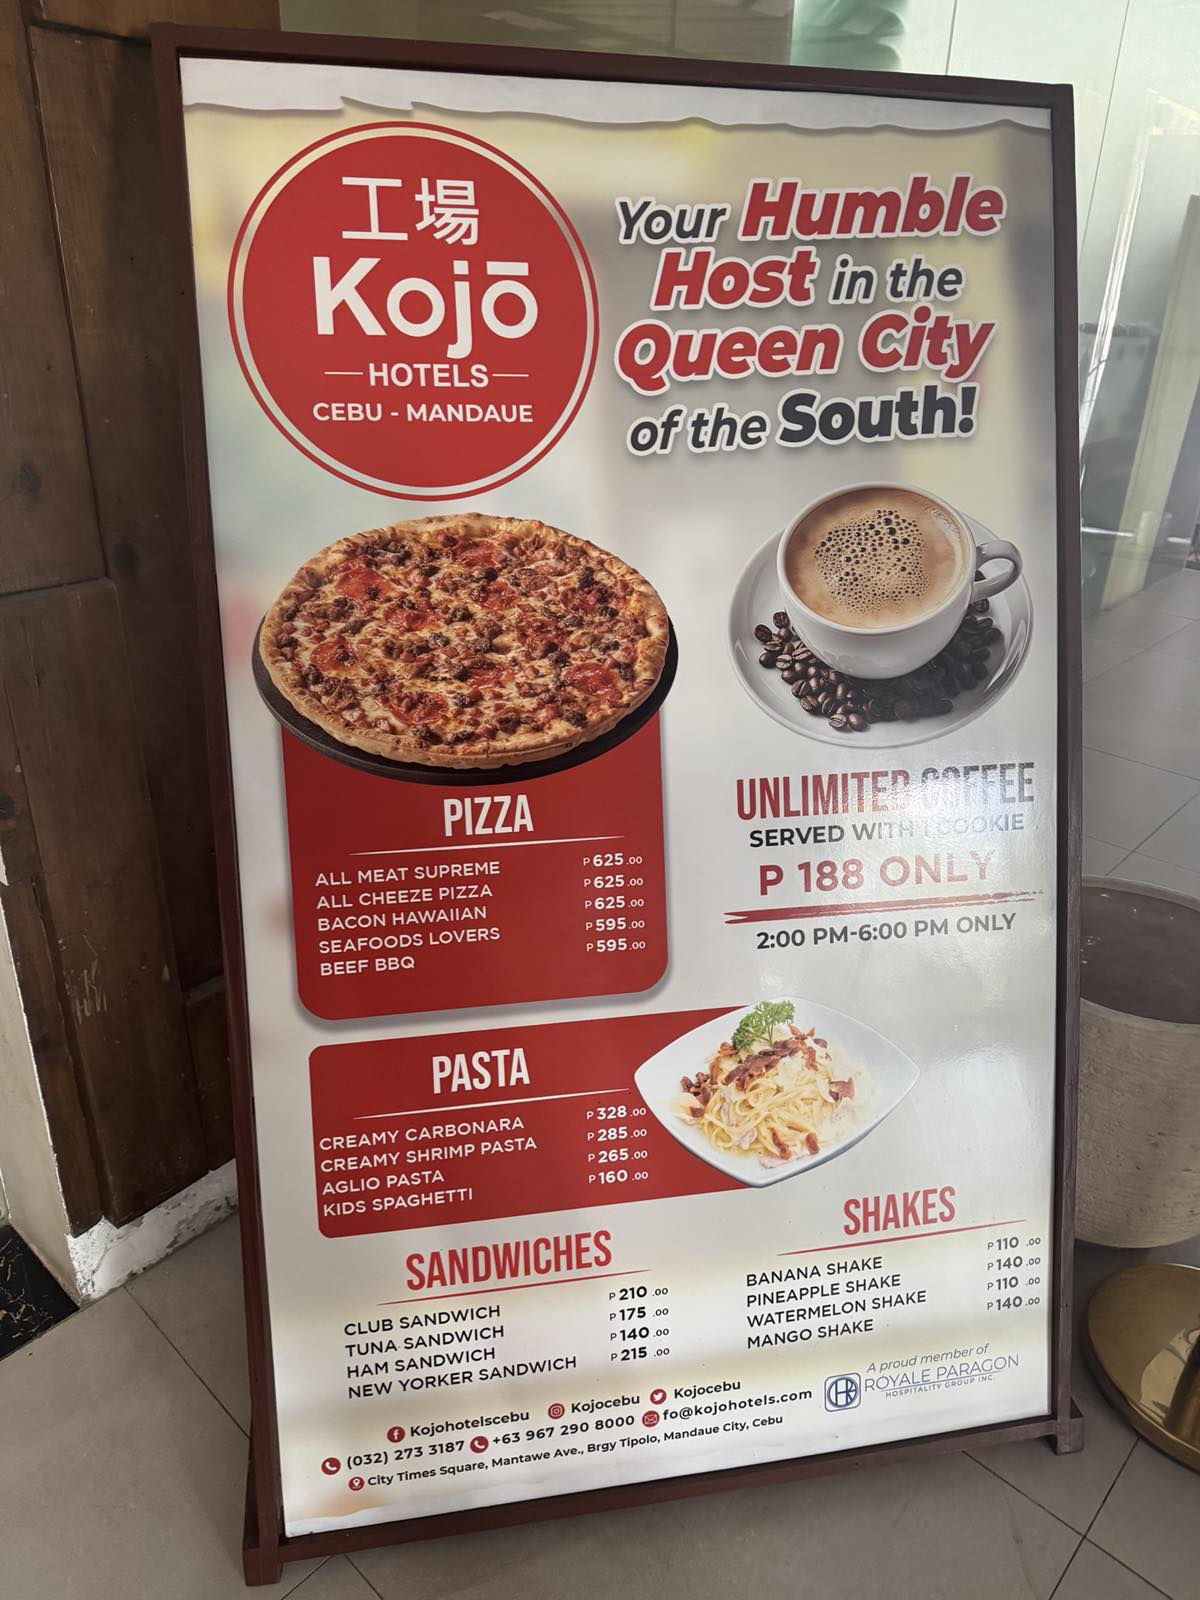 工場
Kojō
HOTELS
CEBU - MANDAUE
Your Humble
Host in the
Queen City
of the South!
PIZZA
ALL MEAT SUPREME P 625.00
ALL CHEEZE PIZZA P 625.00
BACON HAWAIIAN P 625.00
SEAFOODS LOVERS P 595.00
BEEF BBQ P 595.00
UNLIMITED COFFEE
SERVED WITH 1 COOKIE
P 188 ONLY
2:00 PM-6:00 PM ONLY
PASTA
CREAMY CARBONARA P 328.00
CREAMY SHRIMP PASTA P 285.00
AGLIO PASTA P 265.00
KIDS SPAGHETTI P 160.00
SANDWICHES
CLUB SANDWICH P 210.00
TUNA SANDWICH P 175.00
HAM SANDWICH P 140.00
NEW YORKER SANDWICH P 215.00
SHAKES
BANANA SHAKE P 110.00
PINEAPPLE SHAKE P 140.00
WATERMELON SHAKE P 110.00
MANGO SHAKE P 140.00
A proud member of
ROYALE PARAGON
HOSPITALITY GROUP INC.
Kojohotelscebu Kojocebu Kojocebu
(032) 273 3187 +63 967 290 8000 fo@kojohotels.com
City Times Square, Mantawe Ave., Brgy Tipolo, Mandaue City, Cebu